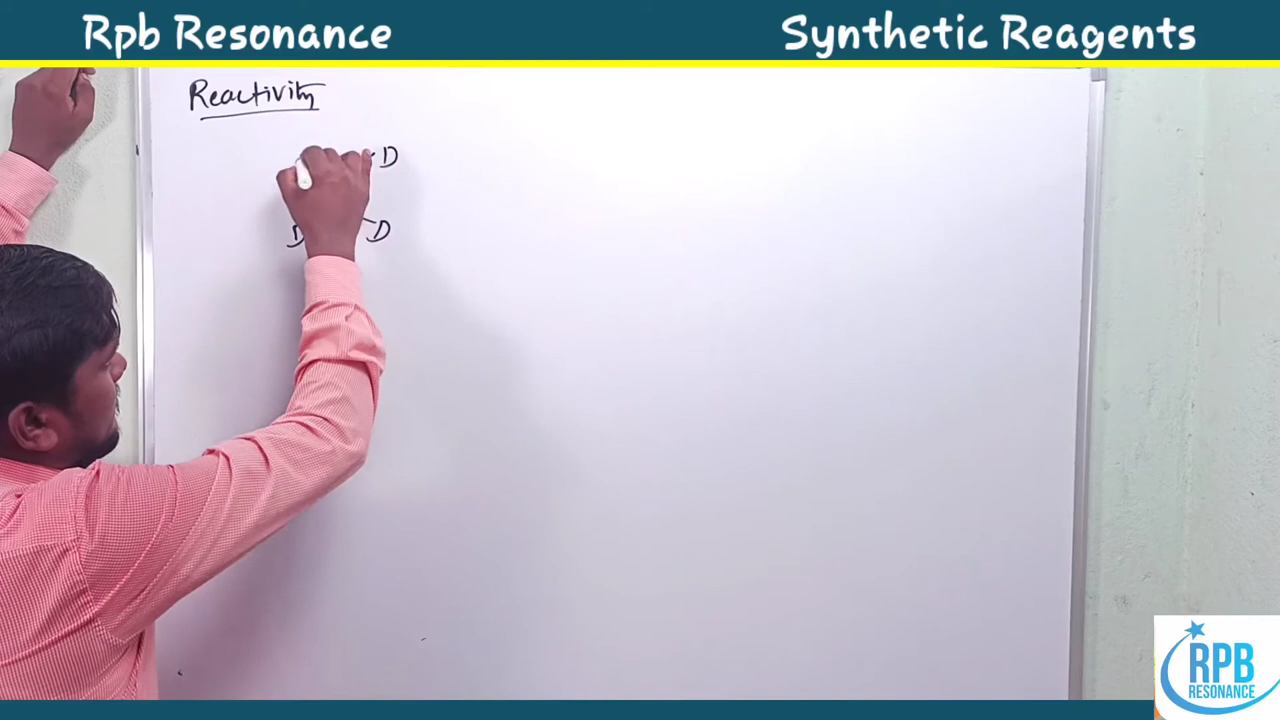 Rpb Resonance Synthetic Reagents
Reactivity
D
D D
RPB
RESONANCE